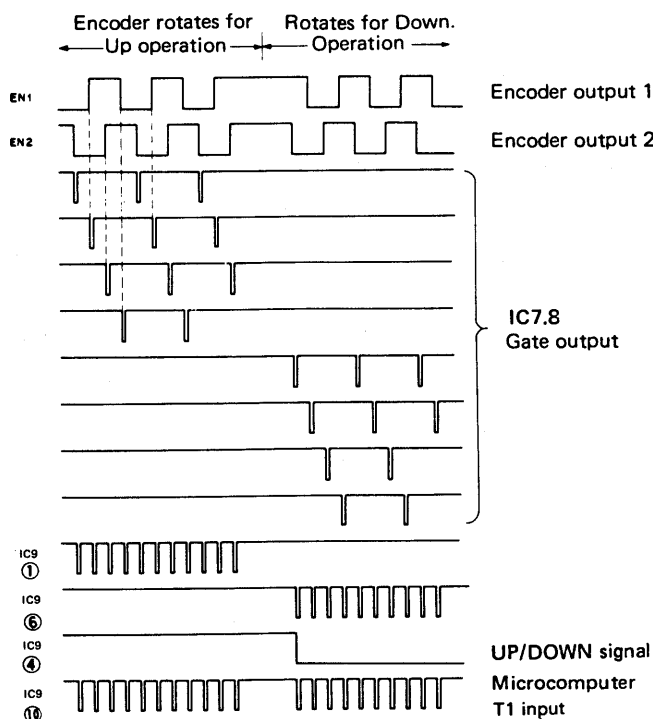 Encoder rotates for
Up operation
Rotates for Down.
Operation
EN1
Encoder output 1
EN2
Encoder output 2
IC7.8
Gate output
IC9
①
IC9
⑥
IC9
④
UP/DOWN signal
IC9
⑩
Microcomputer
T1 input